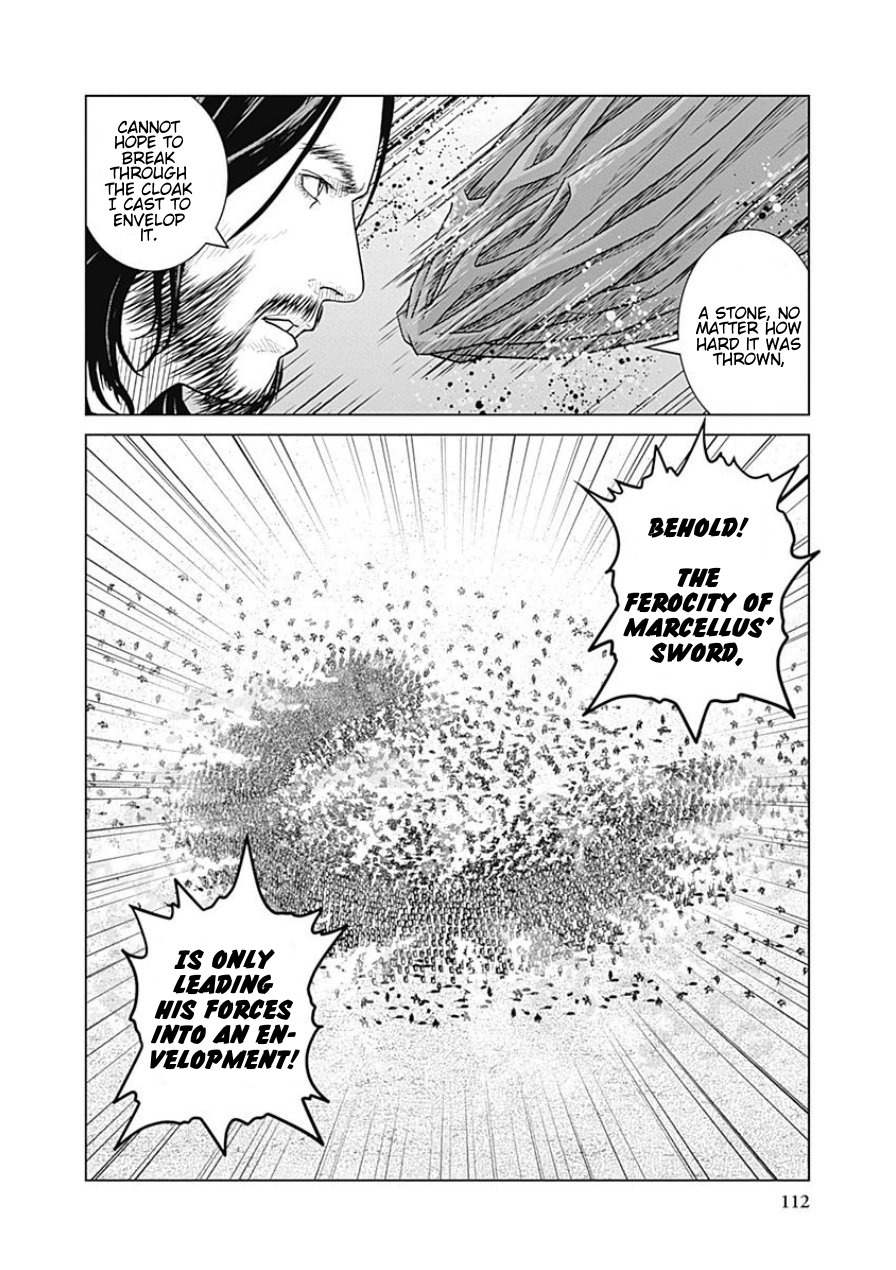 A STONE, NO
MATTER HOW
HARD IT WAS
THROWN,
CANNOT
HOPE TO
BREAK
THROUGH
THE CLOAK
I CAST TO
ENVELOP
IT.
BEHOLD!
THE
FEROCITY OF
MARCELLUS'
SWORD,
IS ONLY
LEADING
HIS FORCES
INTO AN EN-
VELOPMENT!
112